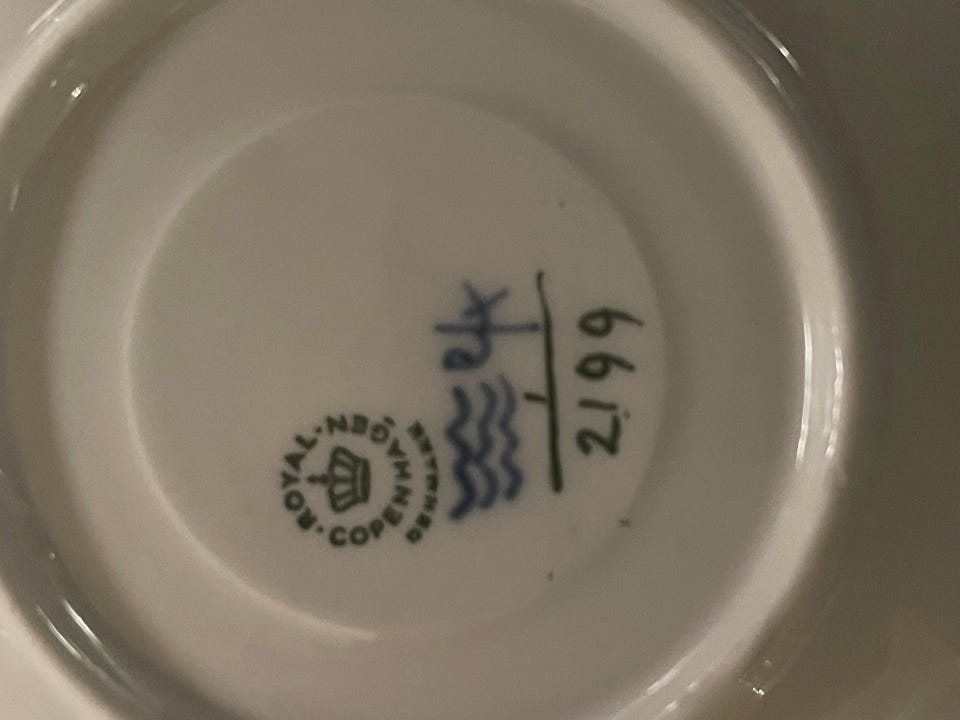 ROYAL · COPENHAGEN ·
DENMARK
1
2199